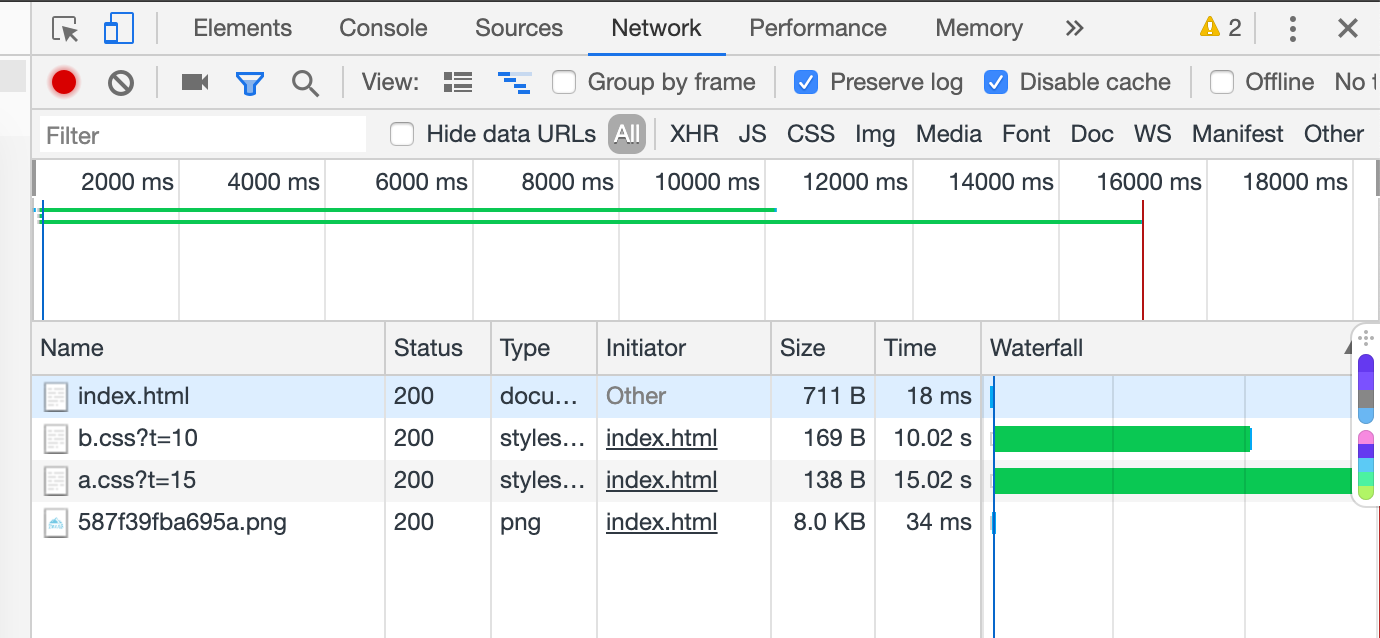 Elements Console Sources Network Performance Memory 2
View: Group by frame Preserve log Disable cache Offline No
Filter Hide data URLs All XHR JS CSS Img Media Font Doc WS Manifest Other
2000 ms 4000 ms 6000 ms 8000 ms 10000 ms 12000 ms 14000 ms 16000 ms 18000 ms
Name Status Type Initiator Size Time Waterfall
index.html 200 docu... Other 711 B 18 ms
b.css?t=10 200 styles... index.html 169 B 10.02 s
a.css?t=15 200 styles... index.html 138 B 15.02 s
587f39fba695a.png 200 png index.html 8.0 KB 34 ms